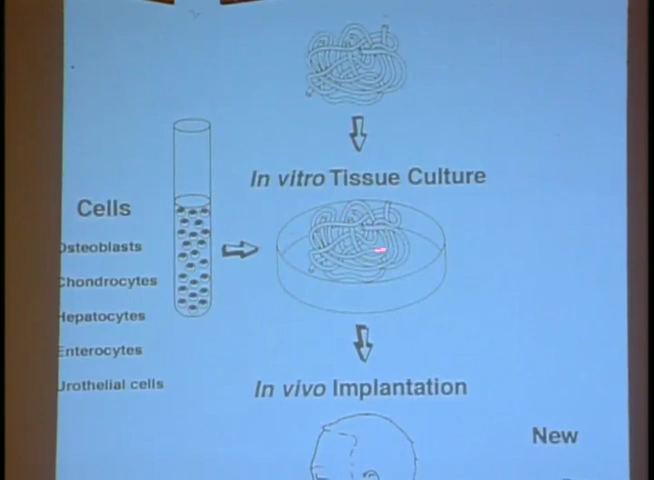 In vitro Tissue Culture
Cells
Osteoblasts
Chondrocytes
Hepatocytes
Enterocytes
Urothelial cells
In vivo Implantation
New